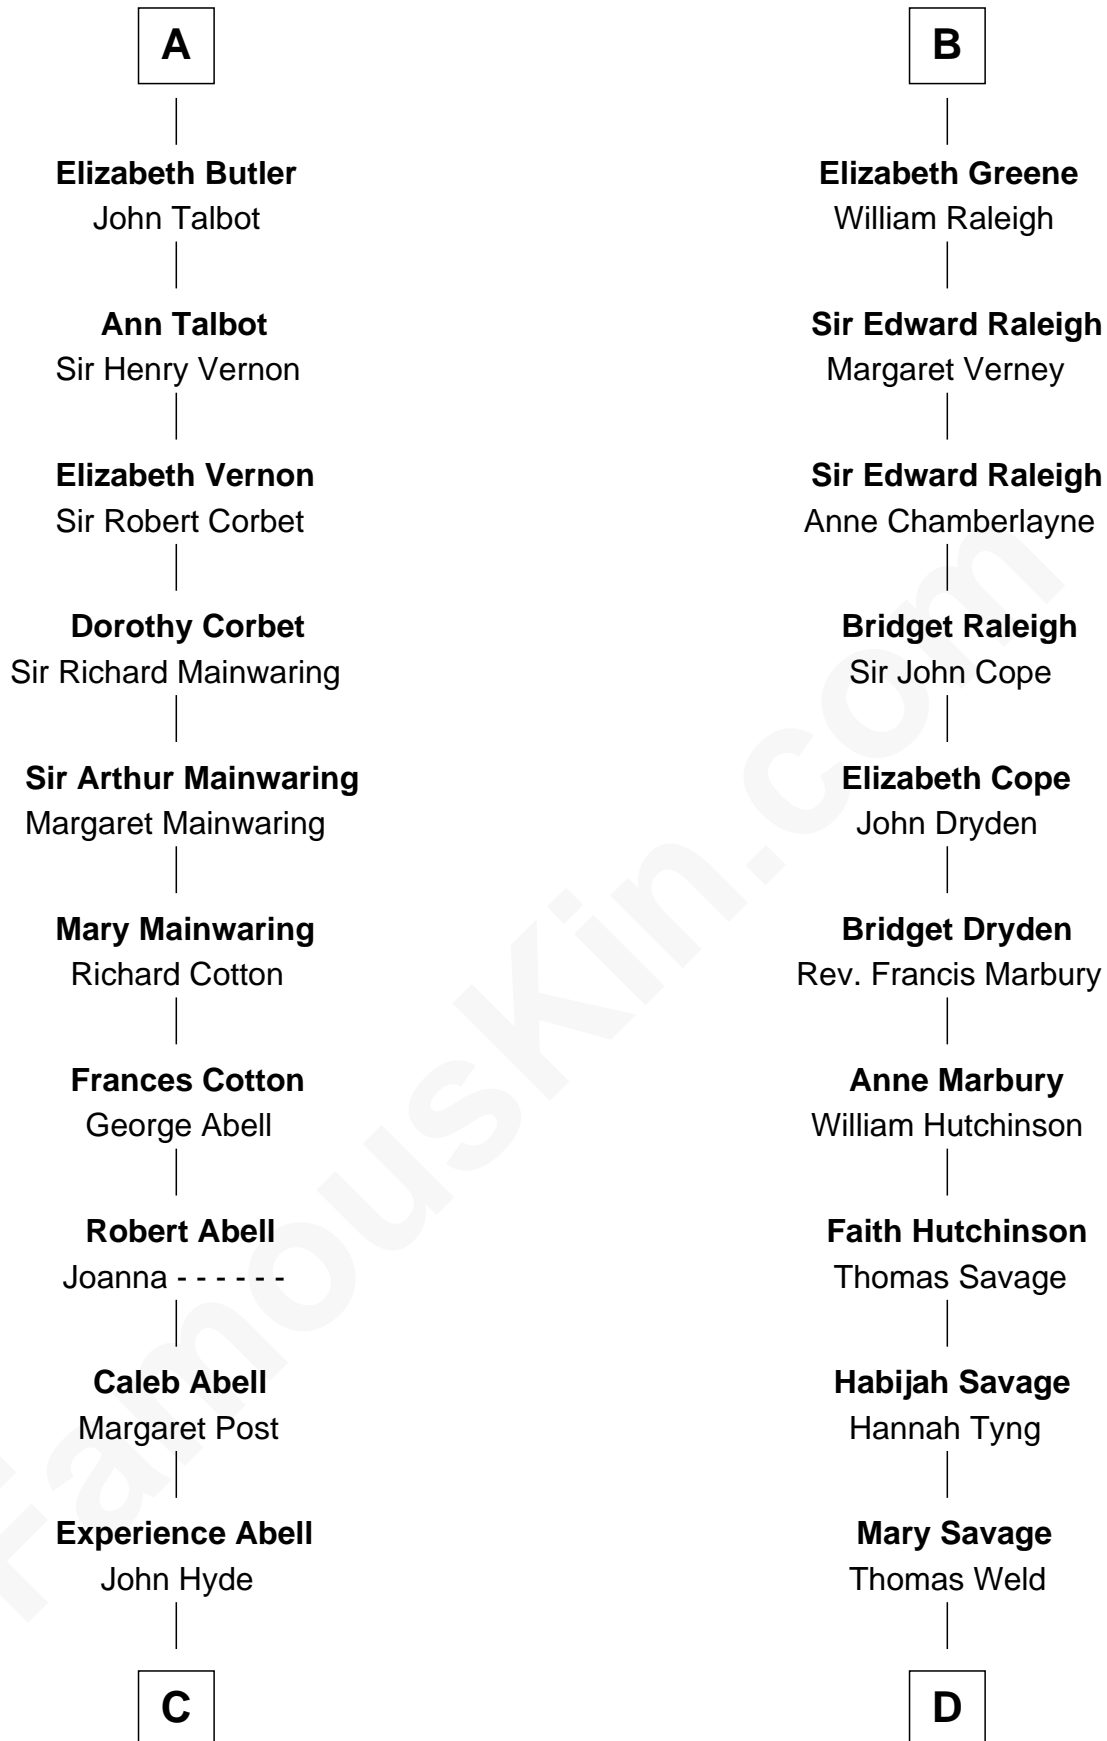 A
Elizabeth Butler
John Talbot
Ann Talbot
Sir Henry Vernon
Elizabeth Vernon
Sir Robert Corbet
Dorothy Corbet
Sir Richard Mainwaring
Sir Arthur Mainwaring
Margaret Mainwaring
Mary Mainwaring
Richard Cotton
Frances Cotton
George Abell
Robert Abell
Joanna - - - - - -
Caleb Abell
Margaret Post
Experience Abell
John Hyde
C
B
Elizabeth Greene
William Raleigh
Sir Edward Raleigh
Margaret Verney
Sir Edward Raleigh
Anne Chamberlayne
Bridget Raleigh
Sir John Cope
Elizabeth Cope
John Dryden
Bridget Dryden
Rev. Francis Marbury
Anne Marbury
William Hutchinson
Faith Hutchinson
Thomas Savage
Habijah Savage
Hannah Tyng
Mary Savage
Thomas Weld
D
FamousKin.com